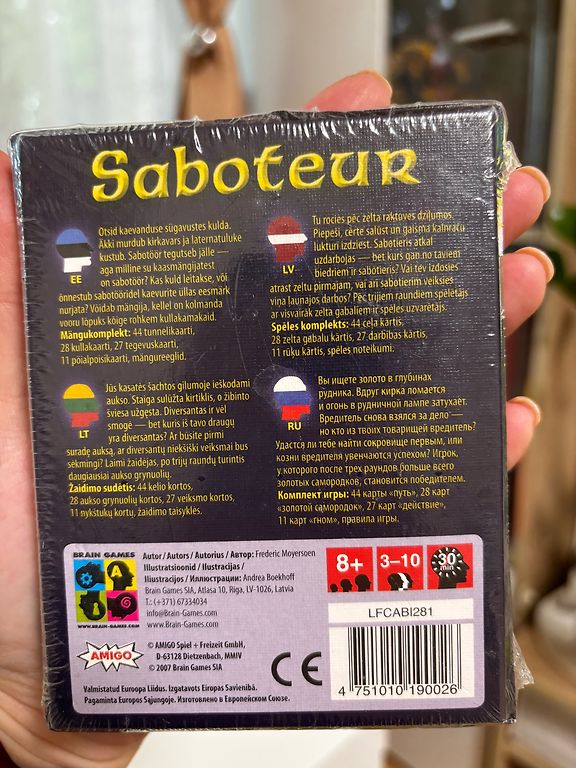 Saboteur
EE
Otsid kaevanduse sügavustes kulda.
Äkki murdub kirkavars ja laternatuluke
kustub. Sabotöör tegutseb jälle —
aga milline su kaasmängijatest
on sabotöör? Kas kuld leitakse, või
õnnestub sabotööridel kaevurite üllas eesmärk
nurjata? Võidab mängija, kellel on kolmanda
vooru lõpuks kõige rohkem kullakamakaid.
Mängukomplekt: 44 tunnelikaarti,
28 kullakaarti, 27 tegevuskaarti,
11 pöialpoisikaarti, mängureeglid.
LV
Tu rocies pēc zelta raktuves dziļumos.
Piepeši, cērte salūst un gaisma kalnraču
lukturī izdziest. Sabotieris atkal
uzdarbojas — bet kurš gan no taviem
biedriem ir sabotieris? Vai tev izdosies
atrast zeltu pirmajam, vai arī sabotierim veiksies
viņa ļaunajos darbos? Pēc trijiem raundiem spēlētājs
ar visvairāk zelta gabaliem ir spēles uzvarētājs.
Spēles komplekts: 44 ceļa kārtis,
28 zelta gabalu kārtis, 27 darbības kārtis,
11 rūķu kārtis, spēles noteikumi.
LT
Jūs kasatės šachtos gilumoje ieškodami
aukso. Staiga sulūžta kirtiklis, o žibinto
šviesa užgęsta. Diversantas ir vėl
smogė — bet kuris iš tavo draugų
yra diversantas? Ar būsite pirmi
suradę auksą, ar diversantų niekšiški veiksmai bus
sėkmingi? Laimi žaidėjas, po trijų raundų turintis
daugiausiai aukso grynuolių.
Žaidimo sudėtis: 44 kelio kortos,
28 aukso grynuolių kortos, 27 veiksmo kortos,
11 nykštukų kortų, žaidimo taisyklės.
RU
Вы ищете золото в глубинах
рудника. Вдруг кирка ломается
и огонь в рудничной лампе затухает.
Вредитель снова взялся за дело —
но кто из твоих товарищей вредитель?
Удастся ли тебе найти сокровище первым, или
козни вредителя увенчаются успехом? Игрок,
у которого после трех раундов больше всего
золотых самородков, становится победителем.
Комплект игры: 44 карты «путь», 28 карт
«золотой самородок», 27 карт «действие»,
11 карт «гном», правила игры.
BRAIN GAMES
WWW.BRAIN-GAMES.COM
AMIGO
Autor / Autors / Autorius / Автор: Frederic Moyersoen
Illustratsioonid / Ilustrācijas /
Iliustracijos / Иллюстрации: Andrea Boekhoff
Brain Games SIA, Atlasa 10, Riga, LV-1026, Latvia
T.: (+371) 67334034
info@Brain-Games.com
www.Brain-Games.com
© AMIGO Spiel + Freizeit GmbH,
D-63128 Dietzenbach, MMIV
© 2007 Brain Games SIA
CE
8+
3–10
30
min
LFCABI281
4 751010 190026
Valmistatud Euroopa Liidus. Izgatavots Eiropas Savienībā.
Pagaminta Europos Sąjungoje. Изготовлено в Европейском Союзе.